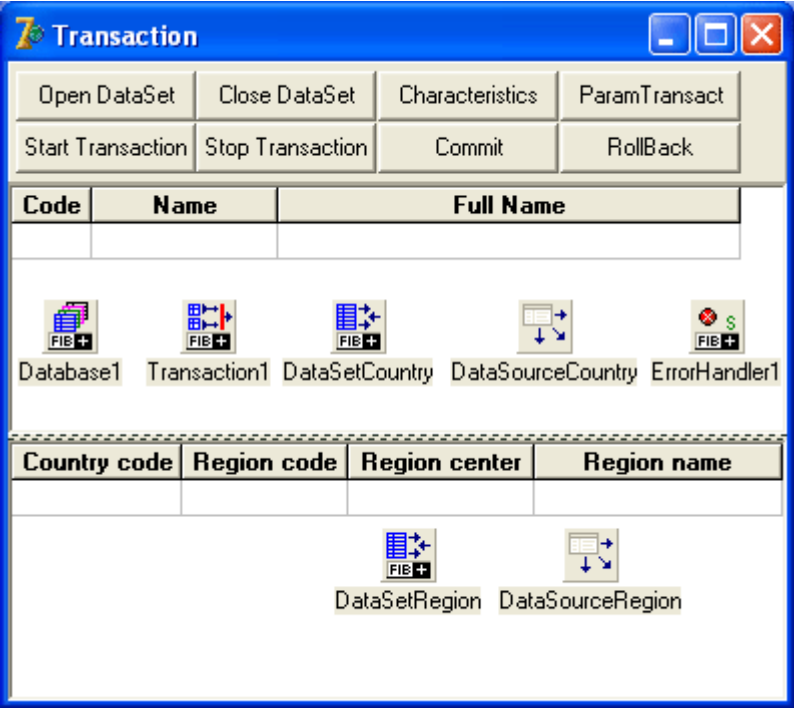 Transaction
Open DataSet Close DataSet Characteristics ParamTransact
Start Transaction Stop Transaction Commit RollBack
Code Name Full Name
FIB+ FIB+ FIB+ S FIB+
Database1 Transaction1 DataSetCountry DataSourceCountry ErrorHandler1
Country code Region code Region center Region name
FIB+
DataSetRegion DataSourceRegion